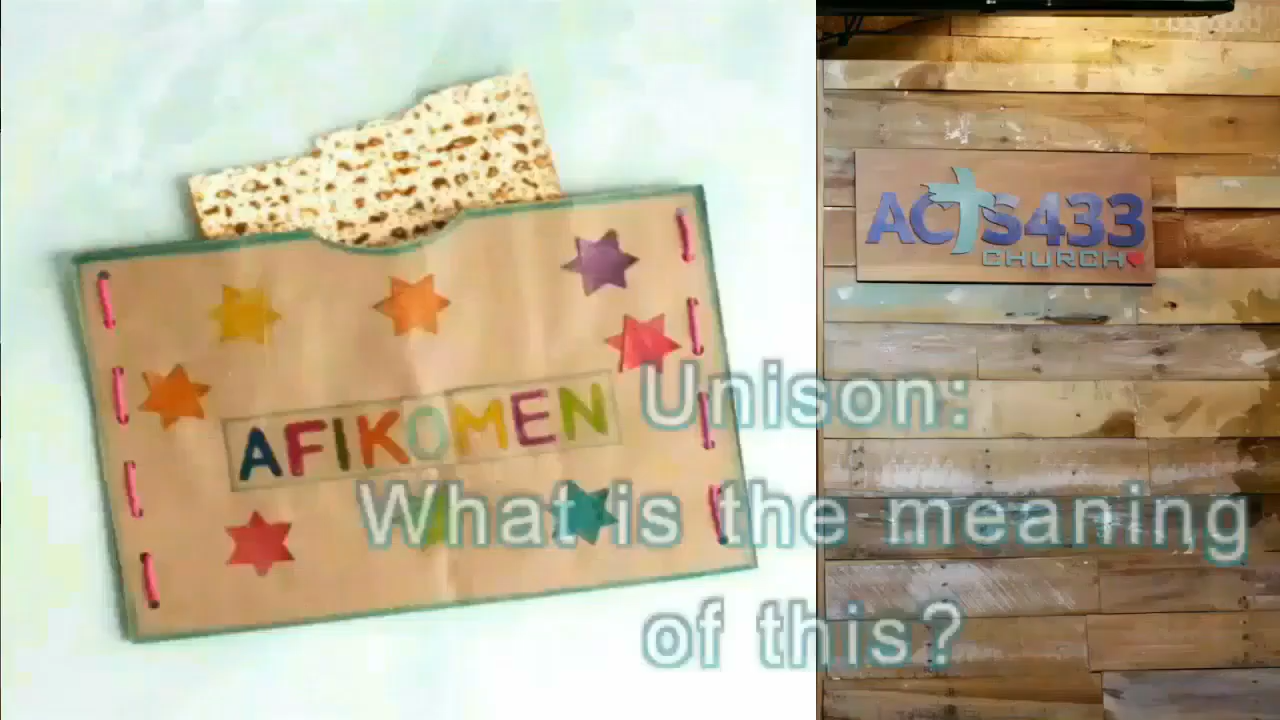 AFIKOMEN
ACTS433
CHURCH
Unison:
What is the meaning
of this?